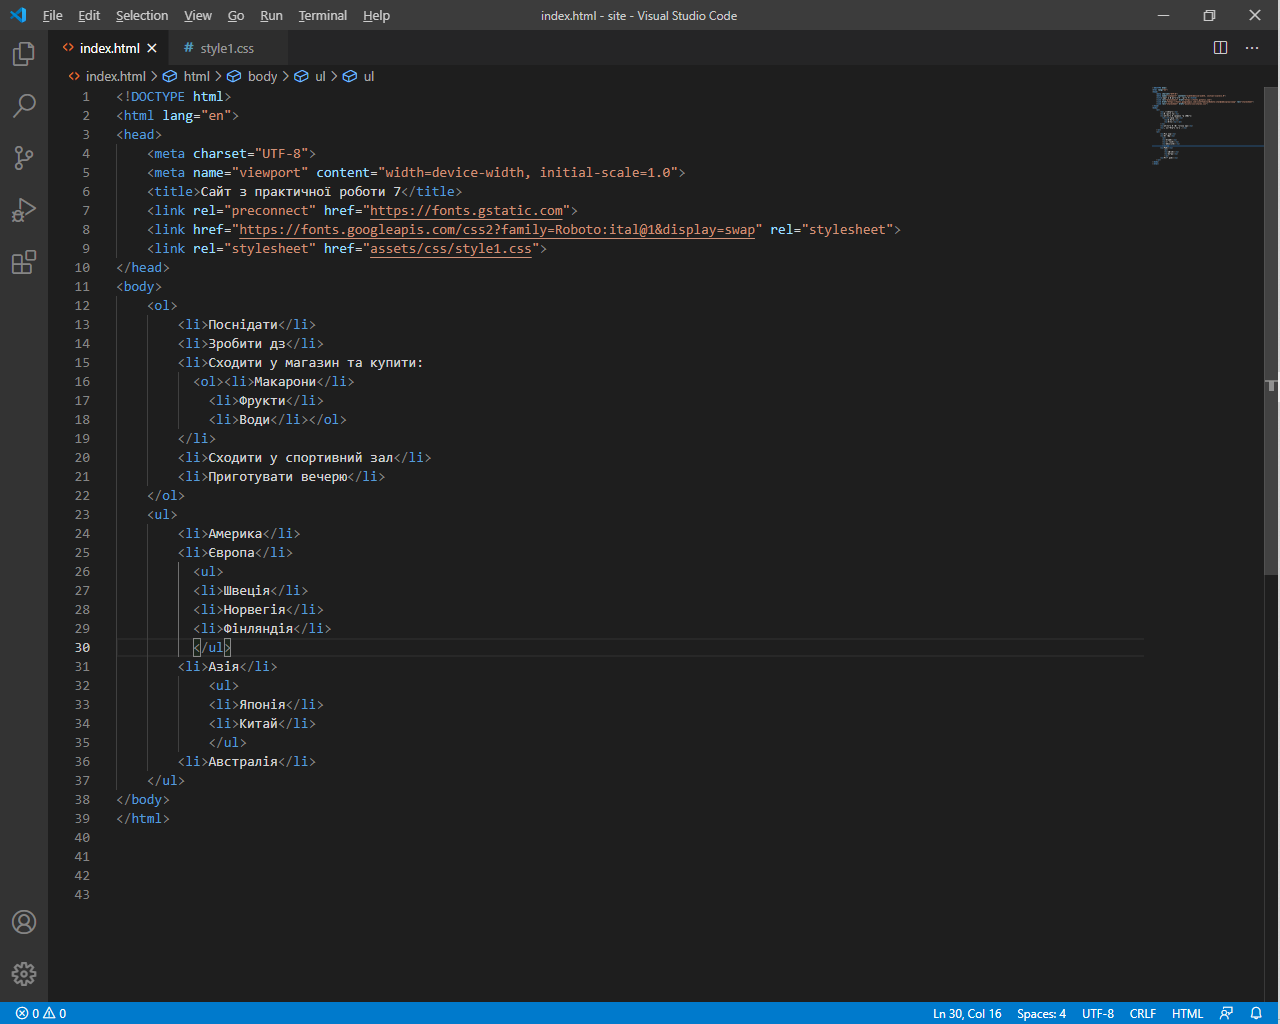 File Edit Selection View Go Run Terminal Help index.html - site - Visual Studio Code
index.html style1.css
index.html html body ul ul
1 <!DOCTYPE html>
2 <html lang="en">
3 <head>
4 <meta charset="UTF-8">
5 <meta name="viewport" content="width=device-width, initial-scale=1.0">
6 <title>Сайт з практичної роботи 7</title>
7 <link rel="preconnect" href="https://fonts.gstatic.com">
8 <link href="https://fonts.googleapis.com/css2?family=Roboto:ital@1&display=swap" rel="stylesheet">
9 <link rel="stylesheet" href="assets/css/style1.css">
10 </head>
11 <body>
12 <ol>
13 <li>Поснідати</li>
14 <li>Зробити дз</li>
15 <li>Сходити у магазин та купити:
16 <ol><li>Макарони</li>
17 <li>Фрукти</li>
18 <li>Води</li></ol>
19 </li>
20 <li>Сходити у спортивний зал</li>
21 <li>Приготувати вечерю</li>
22 </ol>
23 <ul>
24 <li>Америка</li>
25 <li>Європа</li>
26 <ul>
27 <li>Швеція</li>
28 <li>Норвегія</li>
29 <li>Фінляндія</li>
30 </ul>
31 <li>Азія</li>
32 <ul>
33 <li>Японія</li>
34 <li>Китай</li>
35 </ul>
36 <li>Австралія</li>
37 </ul>
38 </body>
39 </html>
40
41
42
43
0 0 Ln 30, Col 16 Spaces: 4 UTF-8 CRLF HTML